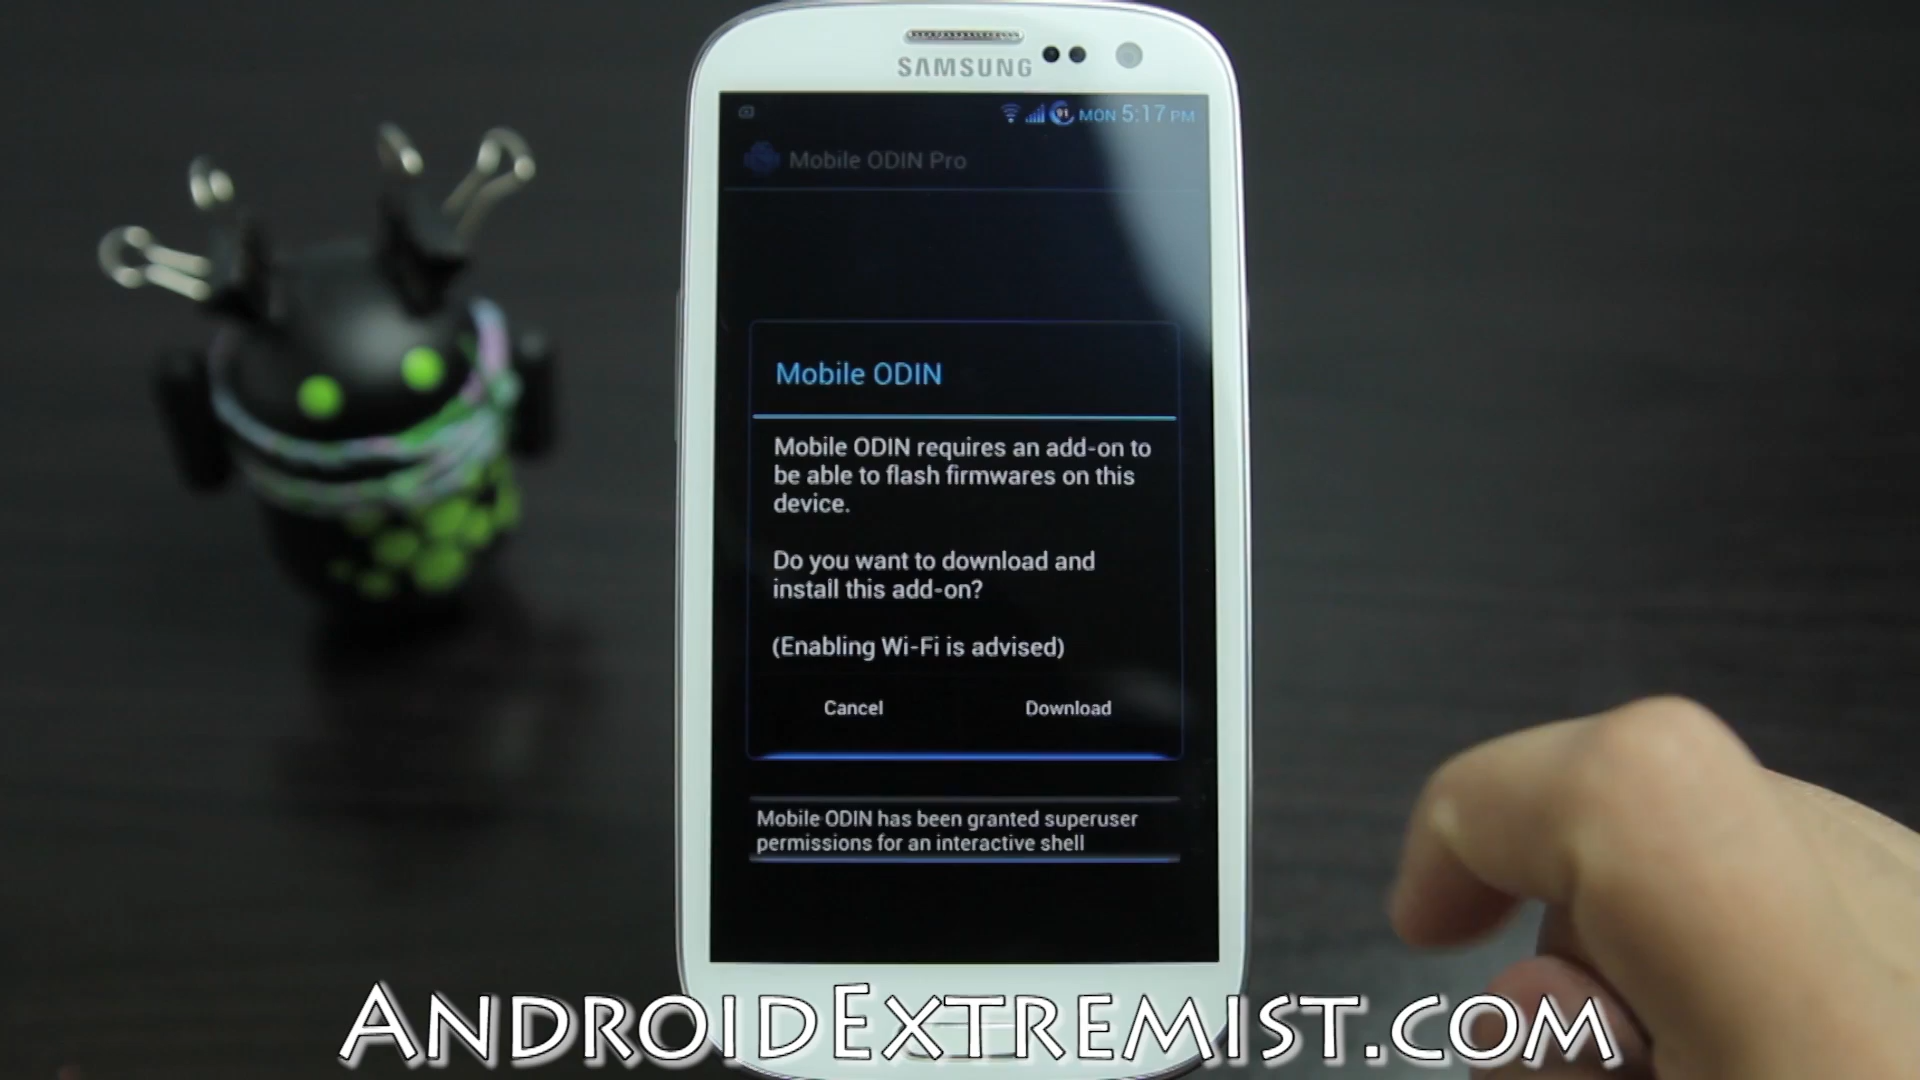 SAMSUNG
91 MON 5:17 PM
Mobile ODIN Pro
Mobile ODIN
Mobile ODIN requires an add-on to
be able to flash firmwares on this
device.
Do you want to download and
install this add-on?
(Enabling Wi-Fi is advised)
Cancel Download
Mobile ODIN has been granted superuser
permissions for an interactive shell
ANDROIDEXTREMIST.COM